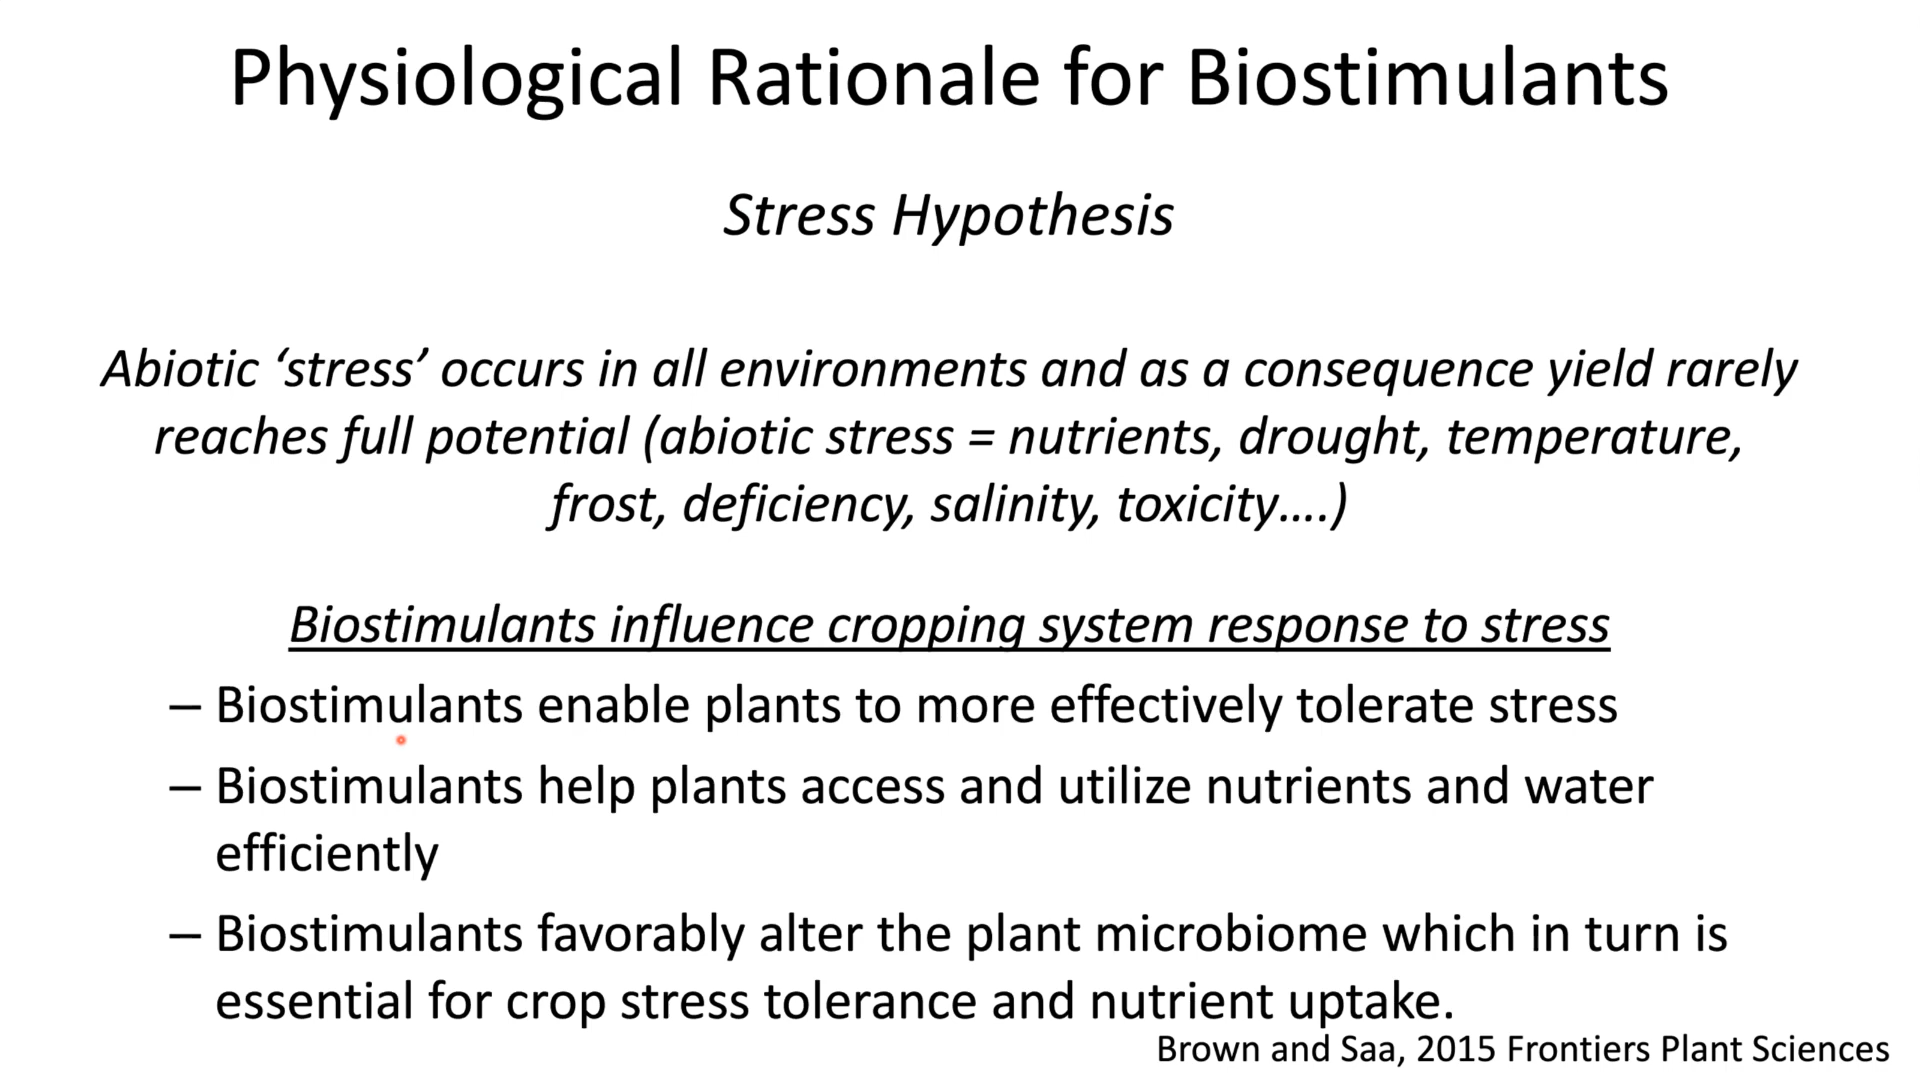 Physiological Rationale for Biostimulants
Stress Hypothesis
Abiotic ‘stress’ occurs in all environments and as a consequence yield rarely
reaches full potential (abiotic stress = nutrients, drought, temperature,
frost, deficiency, salinity, toxicity….)
Biostimulants influence cropping system response to stress
– Biostimulants enable plants to more effectively tolerate stress
– Biostimulants help plants access and utilize nutrients and water
efficiently
– Biostimulants favorably alter the plant microbiome which in turn is
essential for crop stress tolerance and nutrient uptake.
Brown and Saa, 2015 Frontiers Plant Sciences